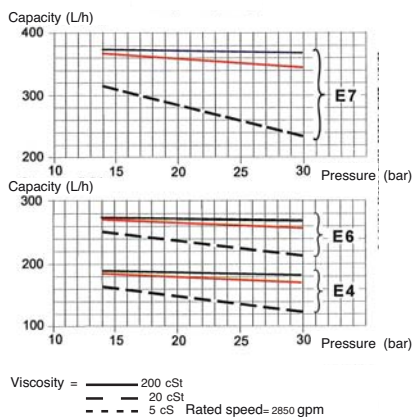 Capacity (L/h)
400
300
200
E7
10 15 20 25 30 Pressure (bar)
Capacity (L/h)
300
200
100
E6
E4
10 15 20 25 30 Pressure (bar)
Viscosity = 200 cSt
20 cSt
5 cS Rated speed= 2850 gpm